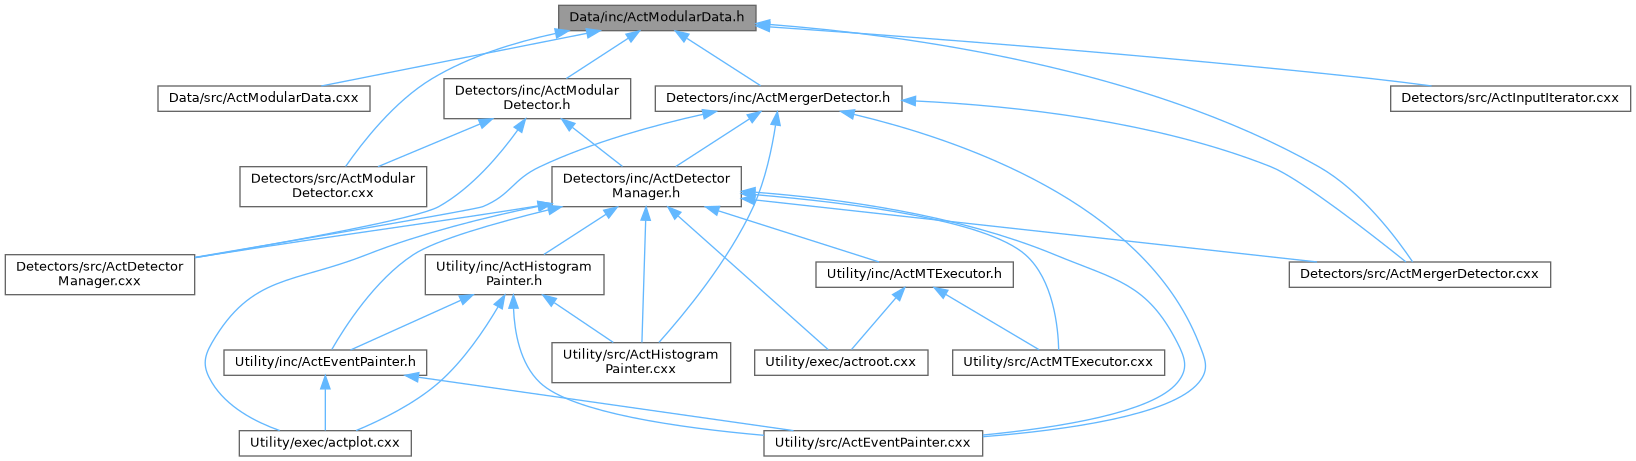 Data/inc/ActModularData.h
Data/src/ActModularData.cxx
Detectors/inc/ActModular
Detector.h
Detectors/inc/ActMergerDetector.h
Detectors/src/ActInputIterator.cxx
Detectors/src/ActModular
Detector.cxx
Detectors/inc/ActDetector
Manager.h
Detectors/src/ActDetector
Manager.cxx
Utility/inc/ActHistogram
Painter.h
Utility/inc/ActMTExecutor.h
Detectors/src/ActMergerDetector.cxx
Utility/inc/ActEventPainter.h
Utility/src/ActHistogram
Painter.cxx
Utility/exec/actroot.cxx
Utility/src/ActMTExecutor.cxx
Utility/exec/actplot.cxx
Utility/src/ActEventPainter.cxx